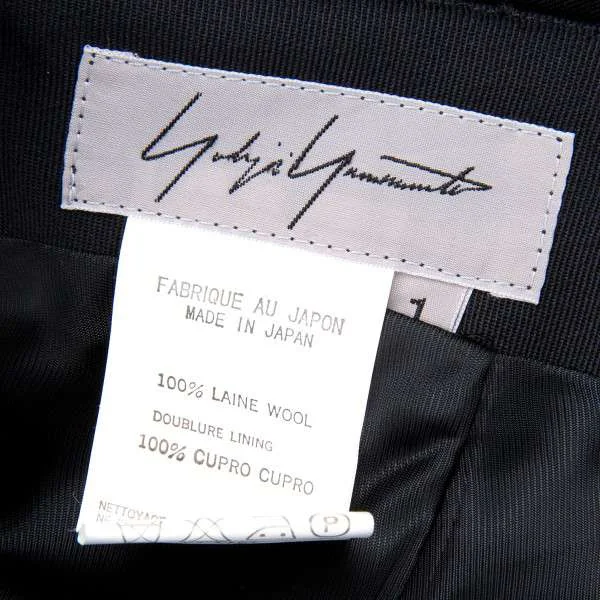 Yohji Yamamoto
1
FABRIQUE AU JAPON
MADE IN JAPAN
100% LAINE WOOL
DOUBLURE LINING
100% CUPRO CUPRO
NETTOYAGE
P